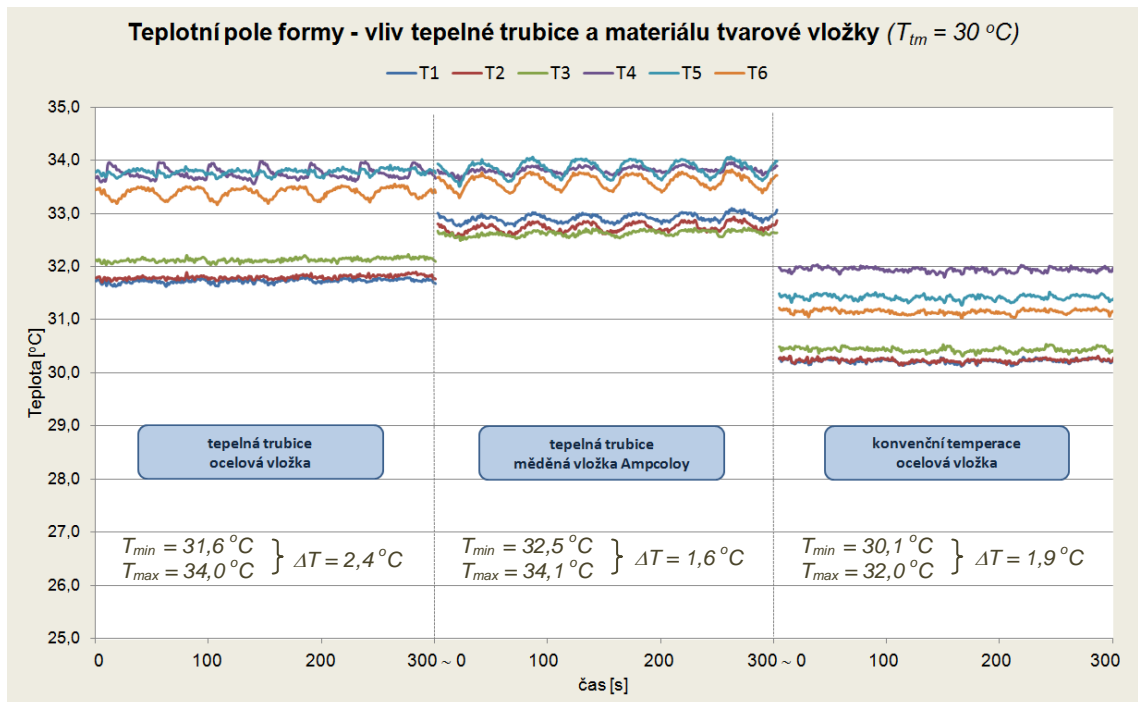 Teplotní pole formy - vliv tepelné trubice a materiálu tvarové vložky (Ttm = 30 °C)
T1 T2 T3 T4 T5 T6
35,0
34,0
33,0
32,0
31,0
30,0
29,0
28,0
27,0
26,0
25,0
Teplota [°C]
tepelná trubice
ocelová vložka
tepelná trubice
měděná vložka Ampcoloy
konvenční temperace
ocelová vložka
Tmin = 31,6 °C
Tmax = 34,0 °C
} ΔT = 2,4 °C
Tmin = 32,5 °C
Tmax = 34,1 °C
} ΔT = 1,6 °C
Tmin = 30,1 °C
Tmax = 32,0 °C
} ΔT = 1,9 °C
0 100 200 300 ~ 0 100 200 300 ~ 0 100 200 300
čas [s]